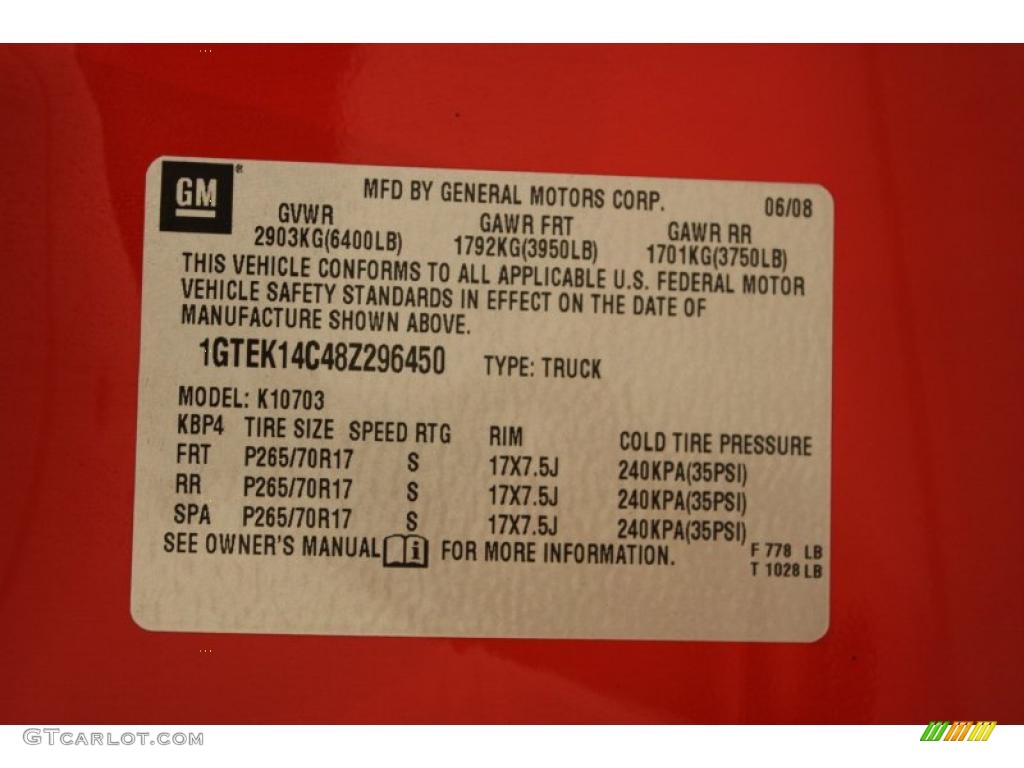 GM®
MFD BY GENERAL MOTORS CORP. 06/08
GVWR GAWR FRT GAWR RR
2903KG(6400LB) 1792KG(3950LB) 1701KG(3750LB)
THIS VEHICLE CONFORMS TO ALL APPLICABLE U.S. FEDERAL MOTOR
VEHICLE SAFETY STANDARDS IN EFFECT ON THE DATE OF
MANUFACTURE SHOWN ABOVE.
1GTEK14C48Z296450 TYPE: TRUCK
MODEL: K10703
KBP4 TIRE SIZE SPEED RTG RIM COLD TIRE PRESSURE
FRT P265/70R17 S 17X7.5J 240KPA(35PSI)
RR P265/70R17 S 17X7.5J 240KPA(35PSI)
SPA P265/70R17 S 17X7.5J 240KPA(35PSI)
SEE OWNER'S MANUAL i FOR MORE INFORMATION.
F 778 LB
T 1028 LB
GTCARLOT.COM